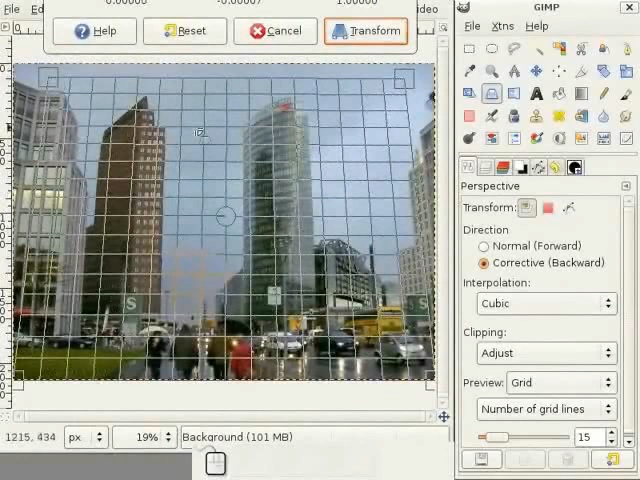 0.00000 -0.00007 1.00000
Help Reset Cancel Transform
File
video
GIMP
File Xtns Help
Perspective
Transform:
Direction
Normal (Forward)
Corrective (Backward)
Interpolation:
Cubic
Clipping:
Adjust
Preview: Grid
Number of grid lines
15
S
S
1215, 434 px 19% Background (101 MB)